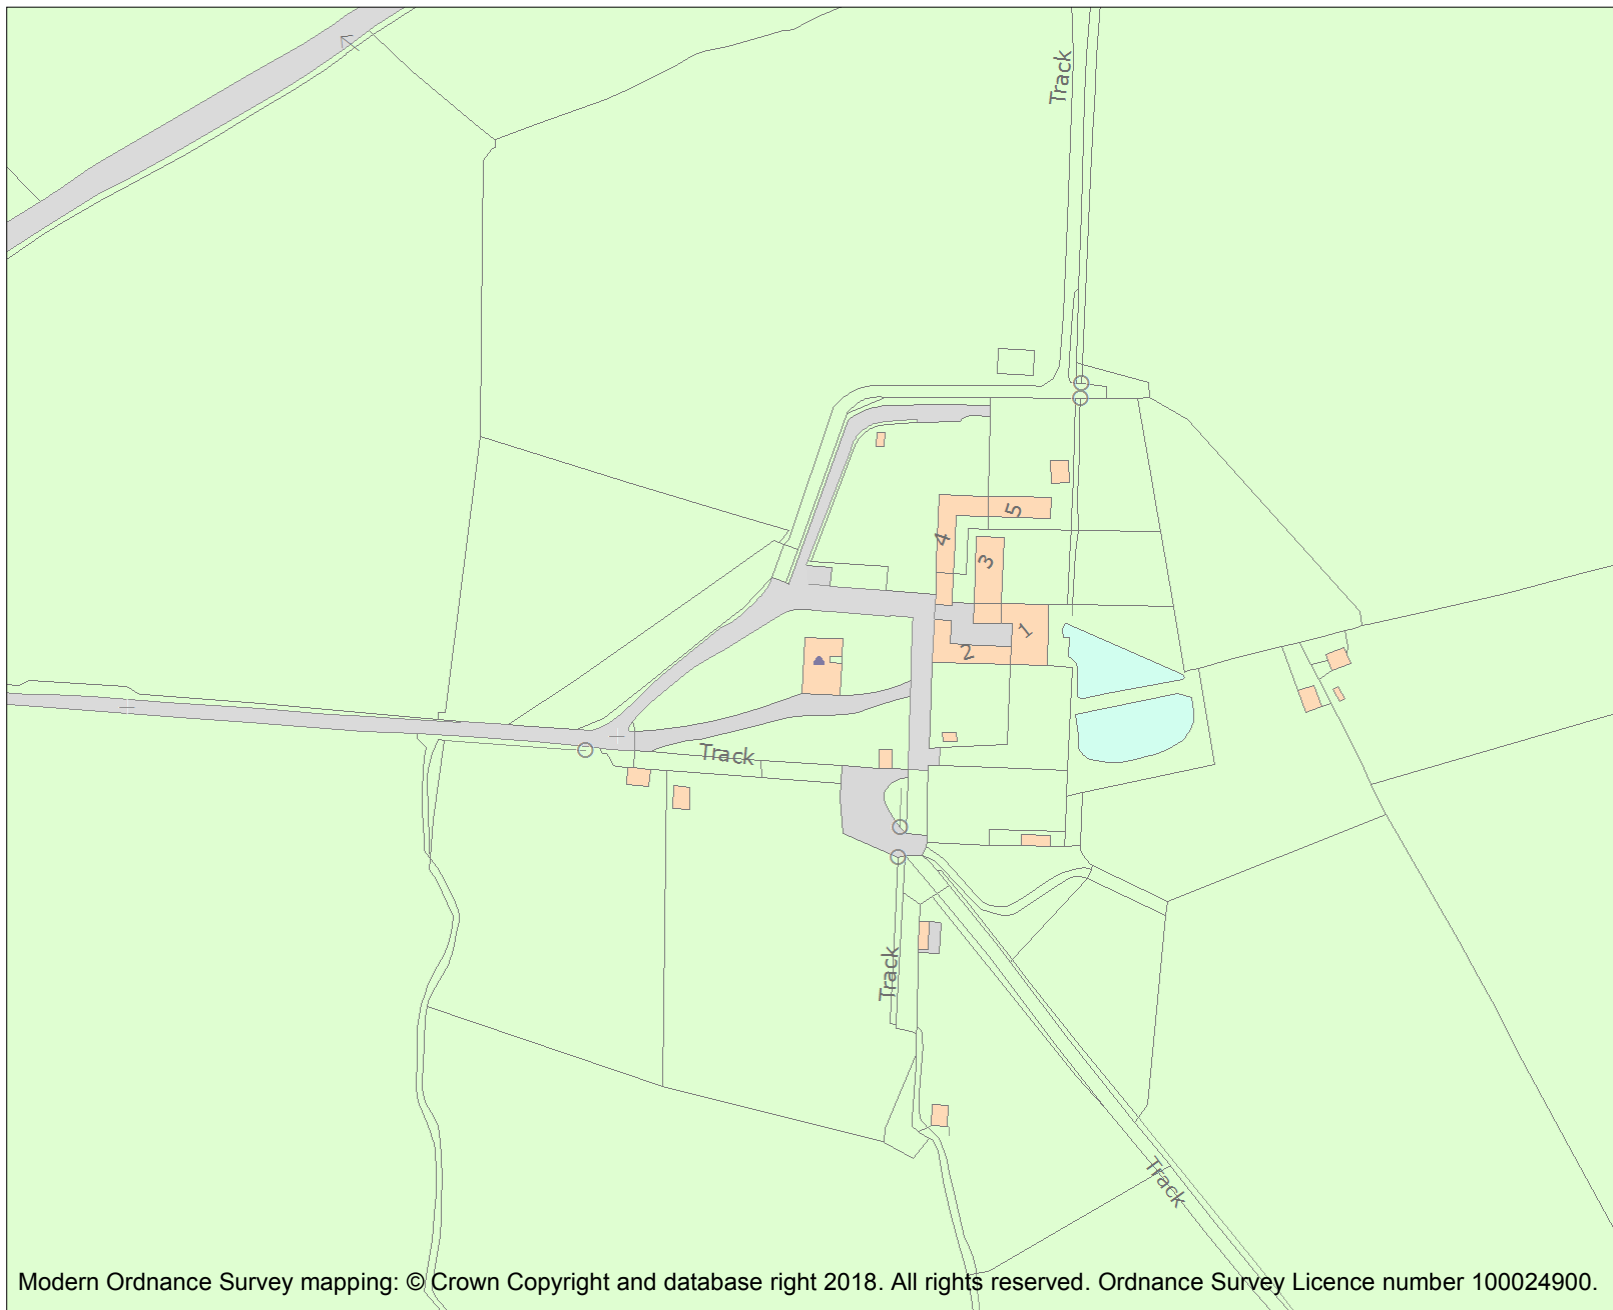 Track
5
4
3
1
2
Track
Track
Track
Modern Ordnance Survey mapping: © Crown Copyright and database right 2018. All rights reserved. Ordnance Survey Licence number 100024900.